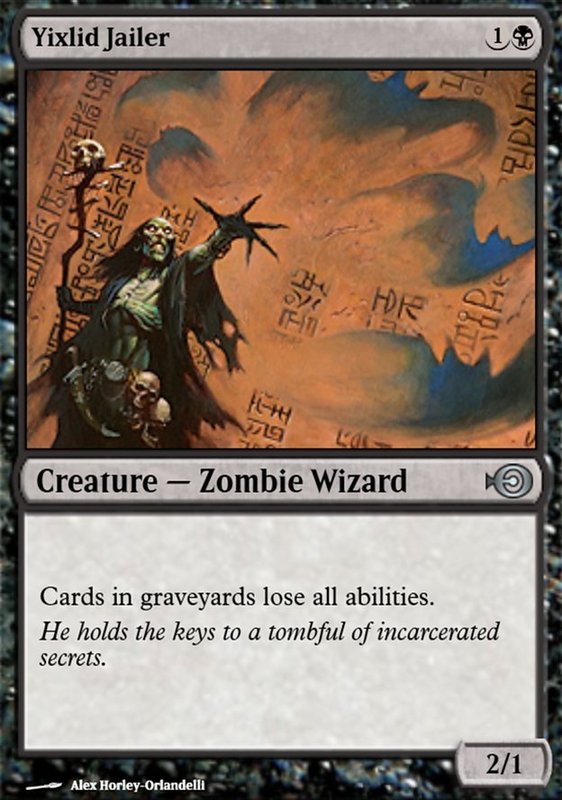 Yixlid Jailer 1
Creature — Zombie Wizard
Cards in graveyards lose all abilities.
He holds the keys to a tombful of incarcerated
secrets.
2/1
Alex Horley-Orlandelli